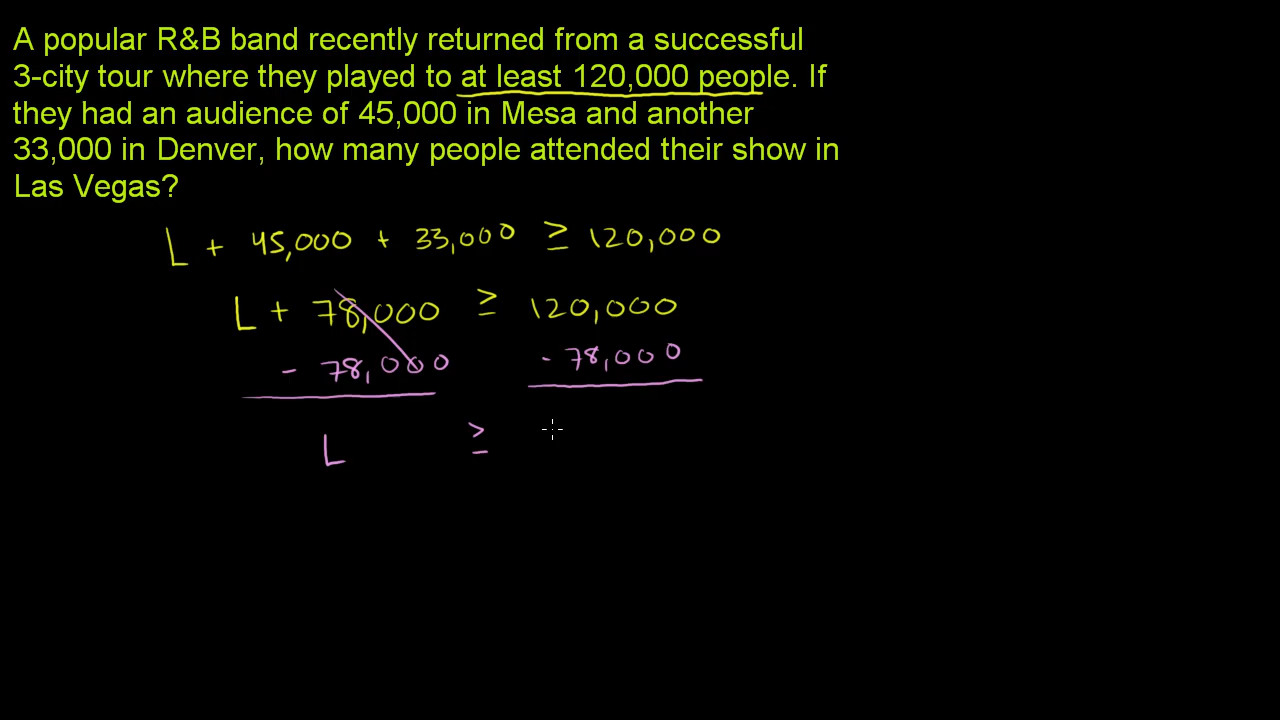 A popular R&B band recently returned from a successful
3-city tour where they played to at least 120,000 people. If
they had an audience of 45,000 in Mesa and another
33,000 in Denver, how many people attended their show in
Las Vegas?
L + 45,000 + 33,000 ≥ 120,000
L + 78,000 ≥ 120,000
- 78,000 - 78,000
L ≥